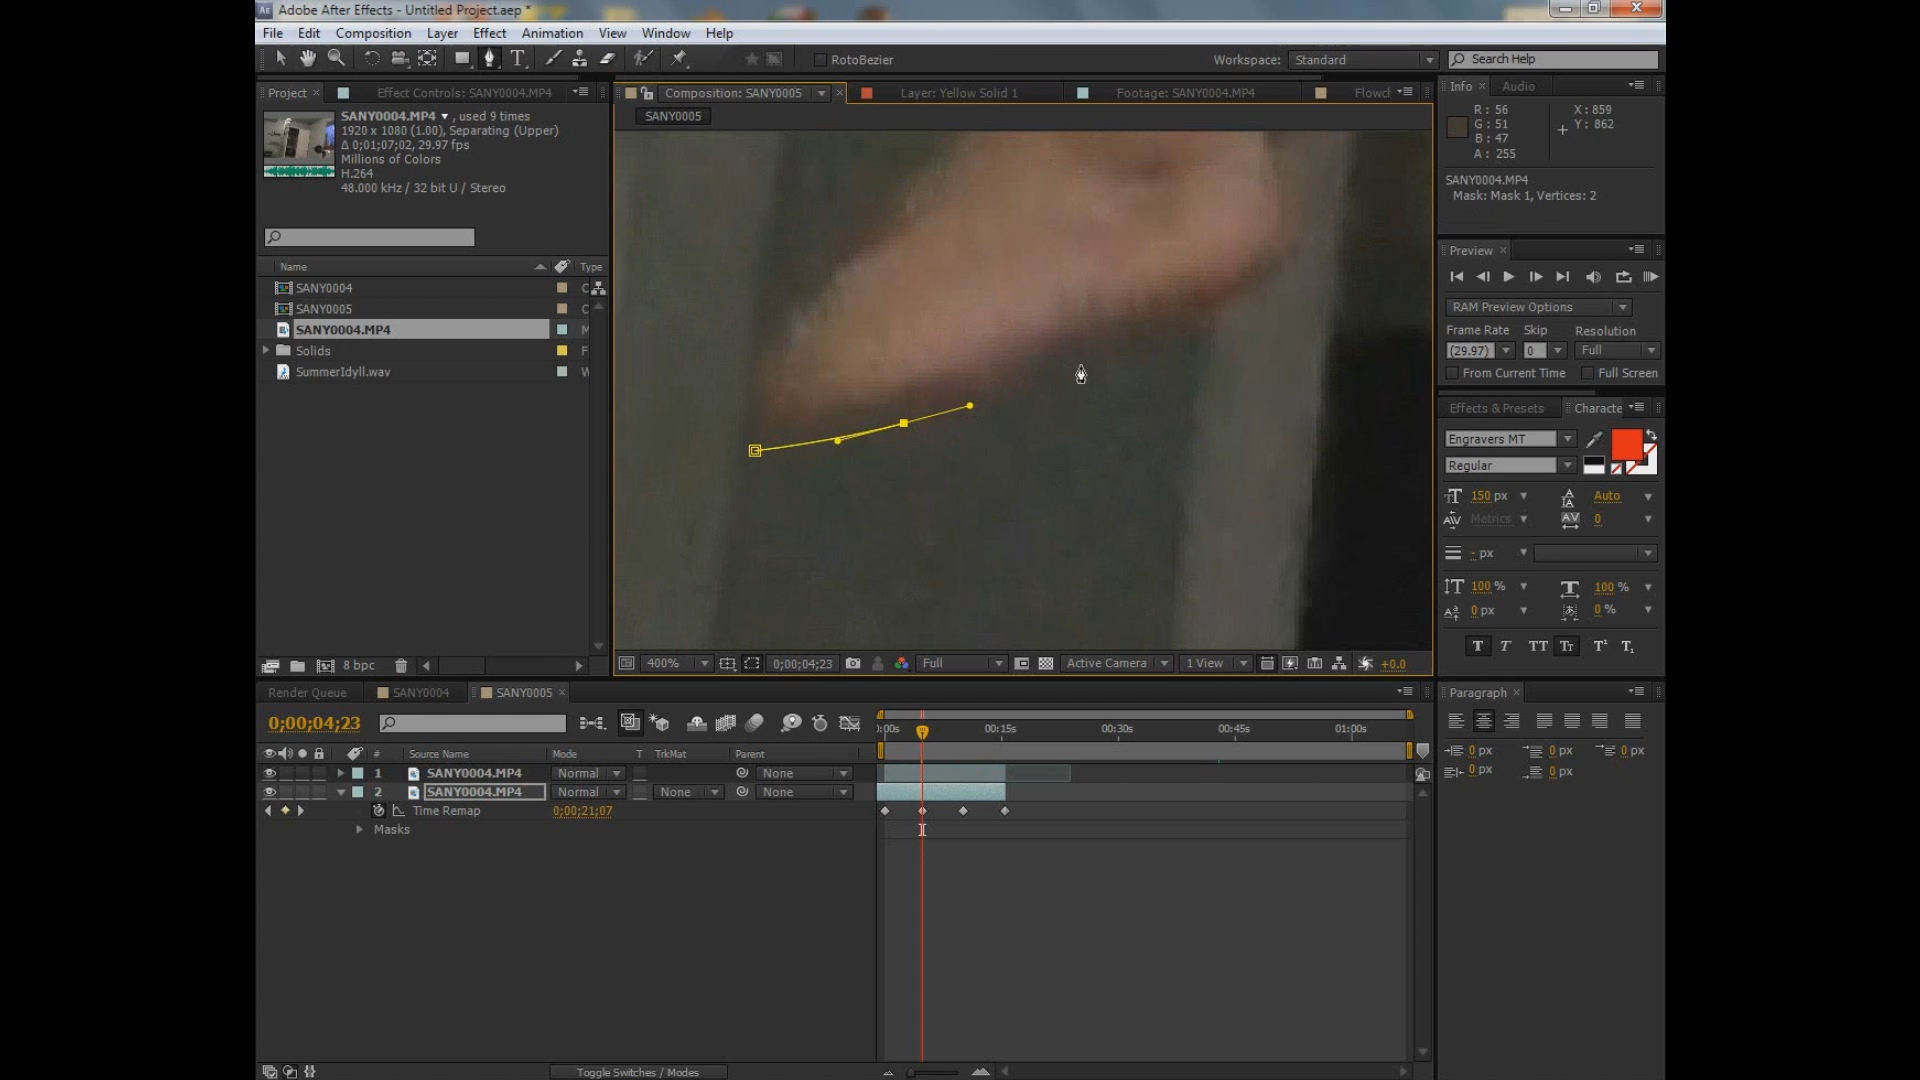 Adobe After Effects - Untitled Project.aep *
File Edit Composition Layer Effect Animation View Window Help
RotoBezier
Workspace: Standard
Search Help
Project
Effect Controls: SANY0004.MP4
Composition: SANY0005
Layer: Yellow Solid 1
Footage: SANY0004.MP4
Flowcl
Info
Audio
SANY0004.MP4 ▼ , used 9 times
1920 x 1080 (1.00), Separating (Upper)
Δ 0;01;07;02, 29.97 fps
Millions of Colors
H.264
48.000 kHz / 32 bit U / Stereo
SANY0005
R: 56
G: 51
B: 47
A: 255
X: 859
Y: 862
SANY0004.MP4
Mask: Mask 1, Vertices: 2
Name
Type
SANY0004
SANY0005
SANY0004.MP4 M
Solids F
SummerIdyll.wav W
Preview
RAM Preview Options
Frame Rate Skip Resolution
(29.97) 0 Full
From Current Time Full Screen
Effects & Presets
Characte
Engravers MT
Regular
150 px Auto
Metrics 0
- px
100 % 100 %
0 px 0 %
8 bpc
400% 0;00;04;23 Full Active Camera 1 View +0.0
Render Queue SANY0004 SANY0005
0;00;04;23
):00s 00:15s 00:30s 00:45s 01:00s
# Source Name Mode T TrkMat Parent
1 SANY0004.MP4 Normal None
2 SANY0004.MP4 Normal None None
Time Remap 0;00;21;07
Masks
Paragraph
0 px 0 px 0 px
0 px 0 px
Toggle Switches / Modes